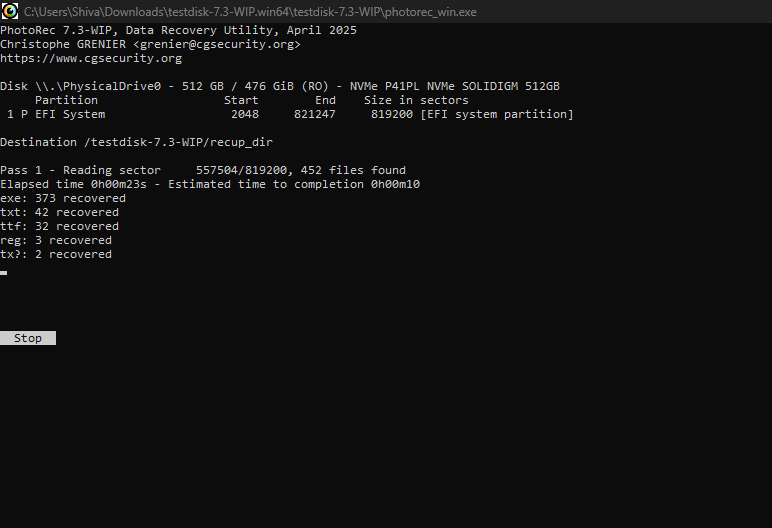 C:\Users\Shiva\Downloads\testdisk-7.3-WIP.win64\testdisk-7.3-WIP\photorec_win.exe
PhotoRec 7.3-WIP, Data Recovery Utility, April 2025
Christophe GRENIER <grenier@cgsecurity.org>
https://www.cgsecurity.org
Disk \\.\PhysicalDrive0 - 512 GB / 476 GiB (RO) - NVMe P41PL NVMe SOLIDIGM 512GB
Partition Start End Size in sectors
1 P EFI System 2048 821247 819200 [EFI system partition]
Destination /testdisk-7.3-WIP/recup_dir
Pass 1 - Reading sector 557504/819200, 452 files found
Elapsed time 0h00m23s - Estimated time to completion 0h00m10
exe: 373 recovered
txt: 42 recovered
ttf: 32 recovered
reg: 3 recovered
tx?: 2 recovered
Stop